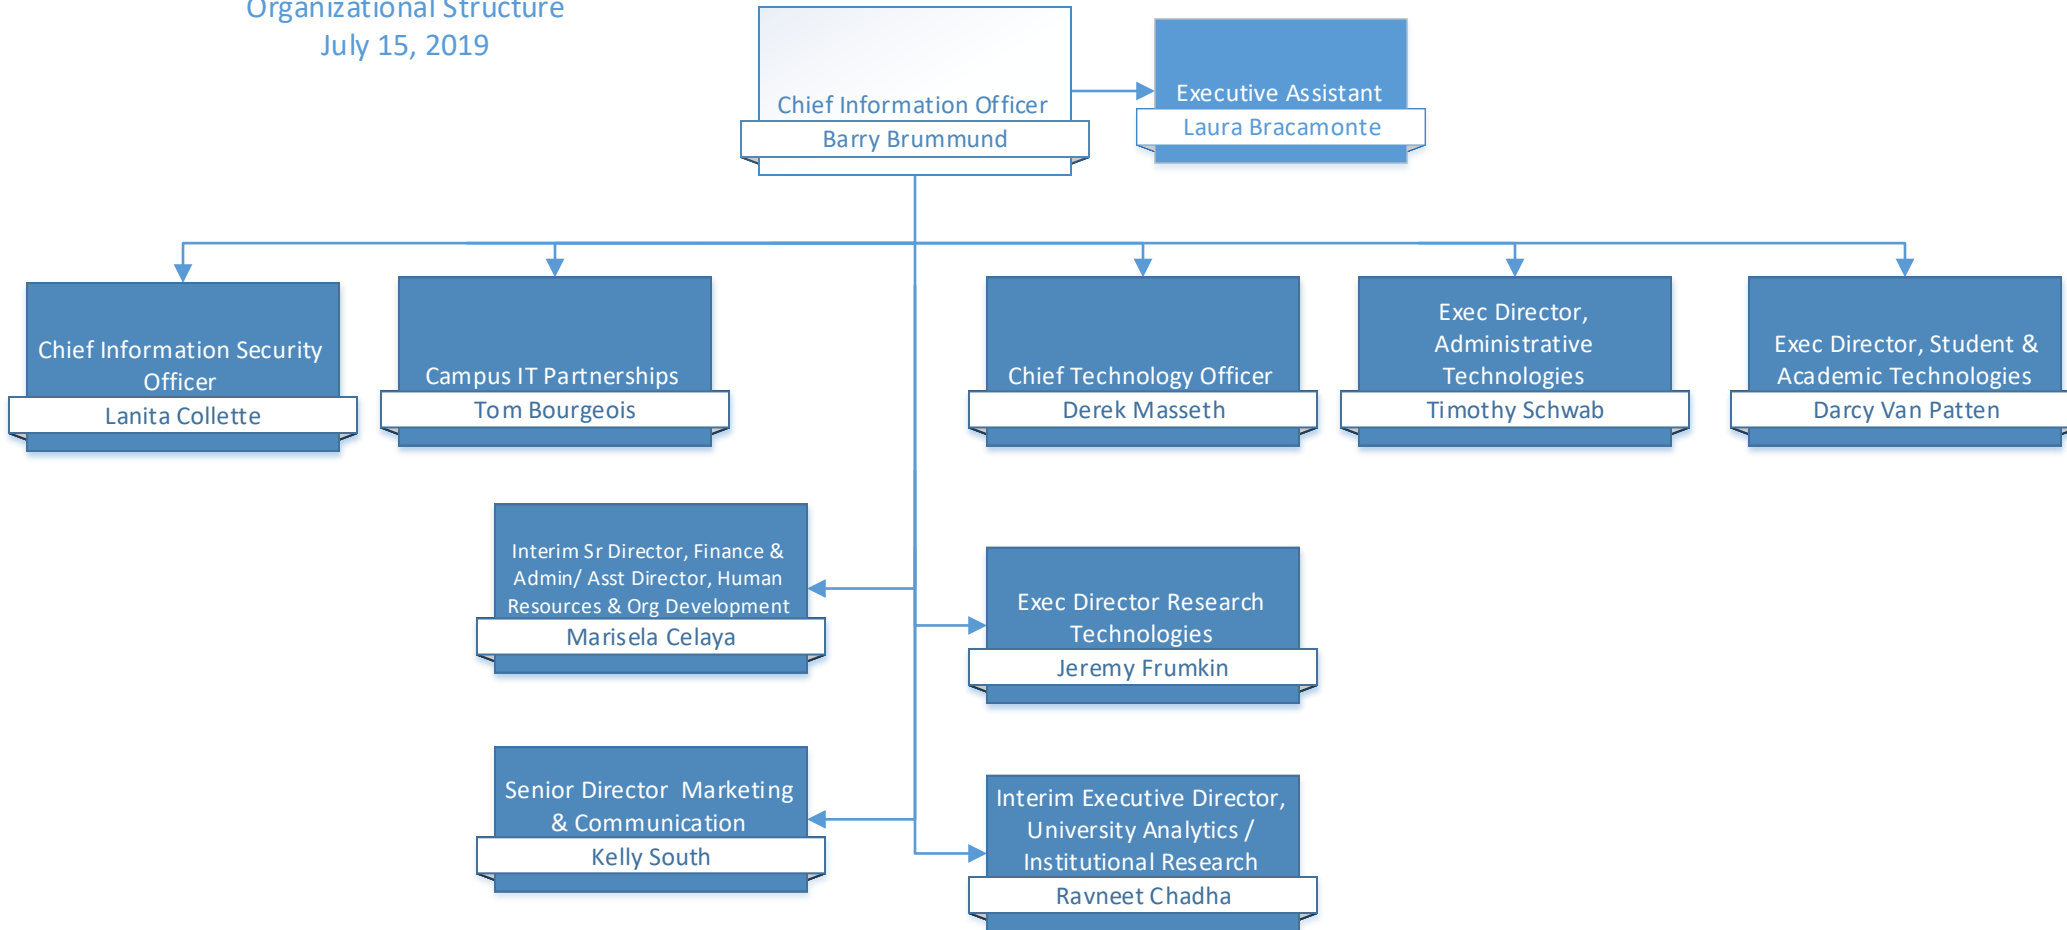 Organizational Structure
July 15, 2019
Chief Information Officer
Barry Brummund
Executive Assistant
Laura Bracamonte
Chief Information Security
Officer
Lanita Collette
Campus IT Partnerships
Tom Bourgeois
Chief Technology Officer
Derek Masseth
Exec Director,
Administrative
Technologies
Timothy Schwab
Exec Director, Student &
Academic Technologies
Darcy Van Patten
Interim Sr Director, Finance &
Admin/ Asst Director, Human
Resources & Org Development
Marisela Celaya
Exec Director Research
Technologies
Jeremy Frumkin
Senior Director  Marketing
& Communication
Kelly South
Interim Executive Director,
University Analytics /
Institutional Research
Ravneet Chadha